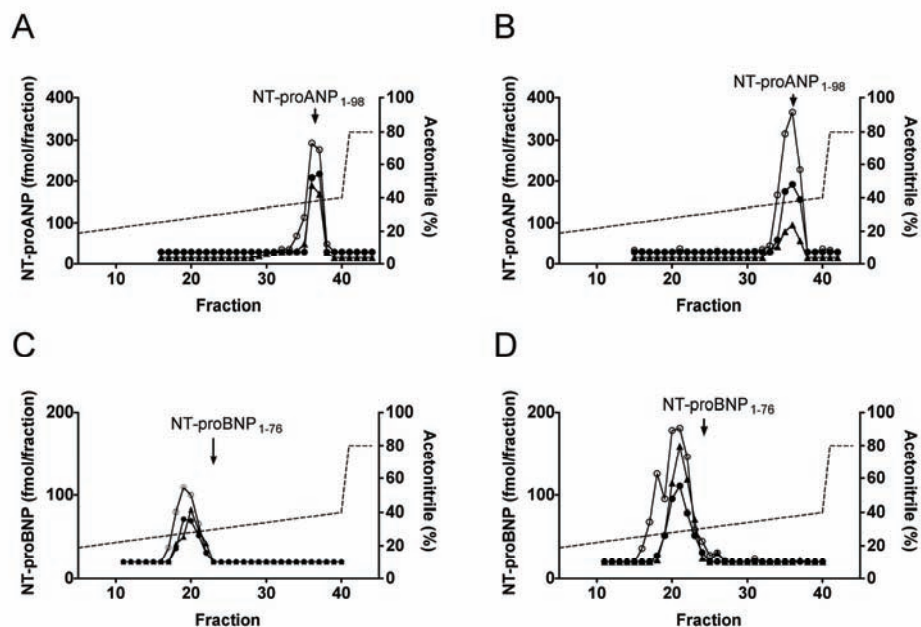 A
B
NT-proANP1-98
NT-proANP1-98
NT-proANP (fmol/fraction)
400
300
200
100
0
10
20
30
40
Fraction
100
80
60
40
20
0
Acetonitrile (%)
NT-proANP (fmol/fraction)
400
300
200
100
0
10
20
30
40
Fraction
100
80
60
40
20
0
Acetonitrile (%)
C
D
NT-proBNP1-76
NT-proBNP1-76
NT-proBNP (fmol/fraction)
200
100
0
10
20
30
40
Fraction
100
80
60
40
20
0
Acetonitrile (%)
NT-proBNP (fmol/fraction)
200
100
0
10
20
30
40
Fraction
100
80
60
40
20
0
Acetonitrile (%)